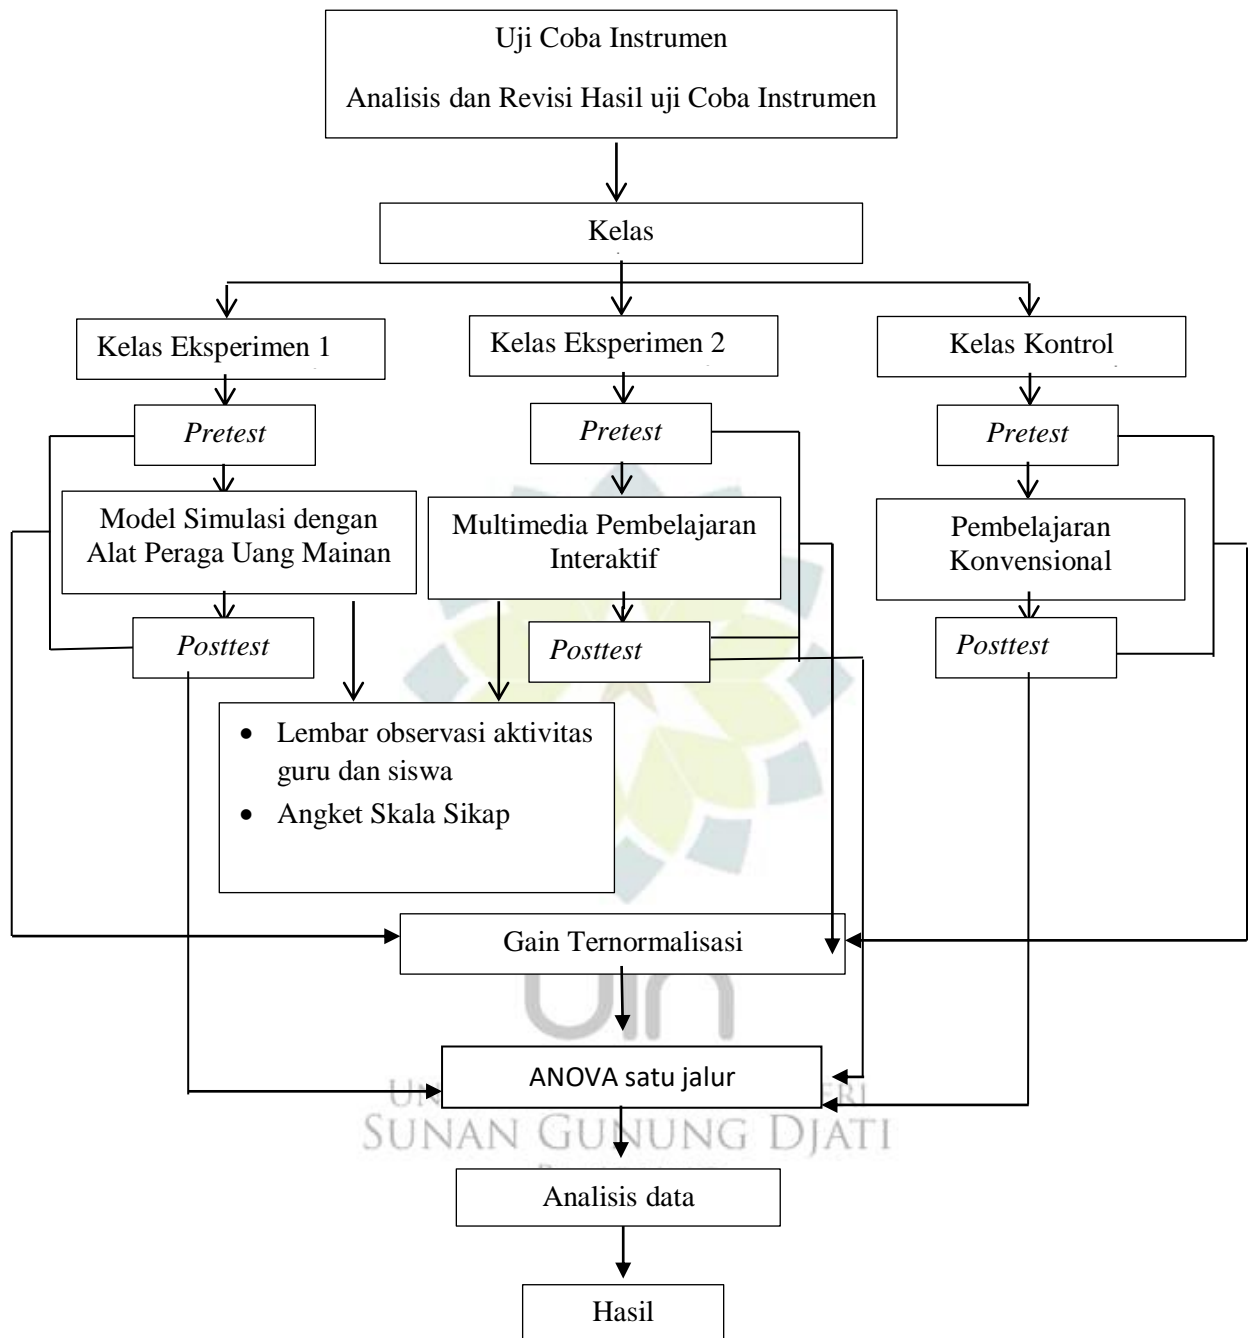 Uji Coba Instrumen
Analisis dan Revisi Hasil uji Coba Instrumen
Kelas
Kelas Eksperimen 1
Kelas Eksperimen 2
Kelas Kontrol
Pretest
Pretest
Pretest
Model Simulasi dengan
Alat Peraga Uang Mainan
Multimedia Pembelajaran
Interaktif
Pembelajaran
Konvensional
Posttest
Posttest
Posttest
• Lembar observasi aktivitas
guru dan siswa
• Angket Skala Sikap
Gain Ternormalisasi
uin
ANOVA satu jalur
SUNAN GUNUNG DJATI
Analisis data
Hasil